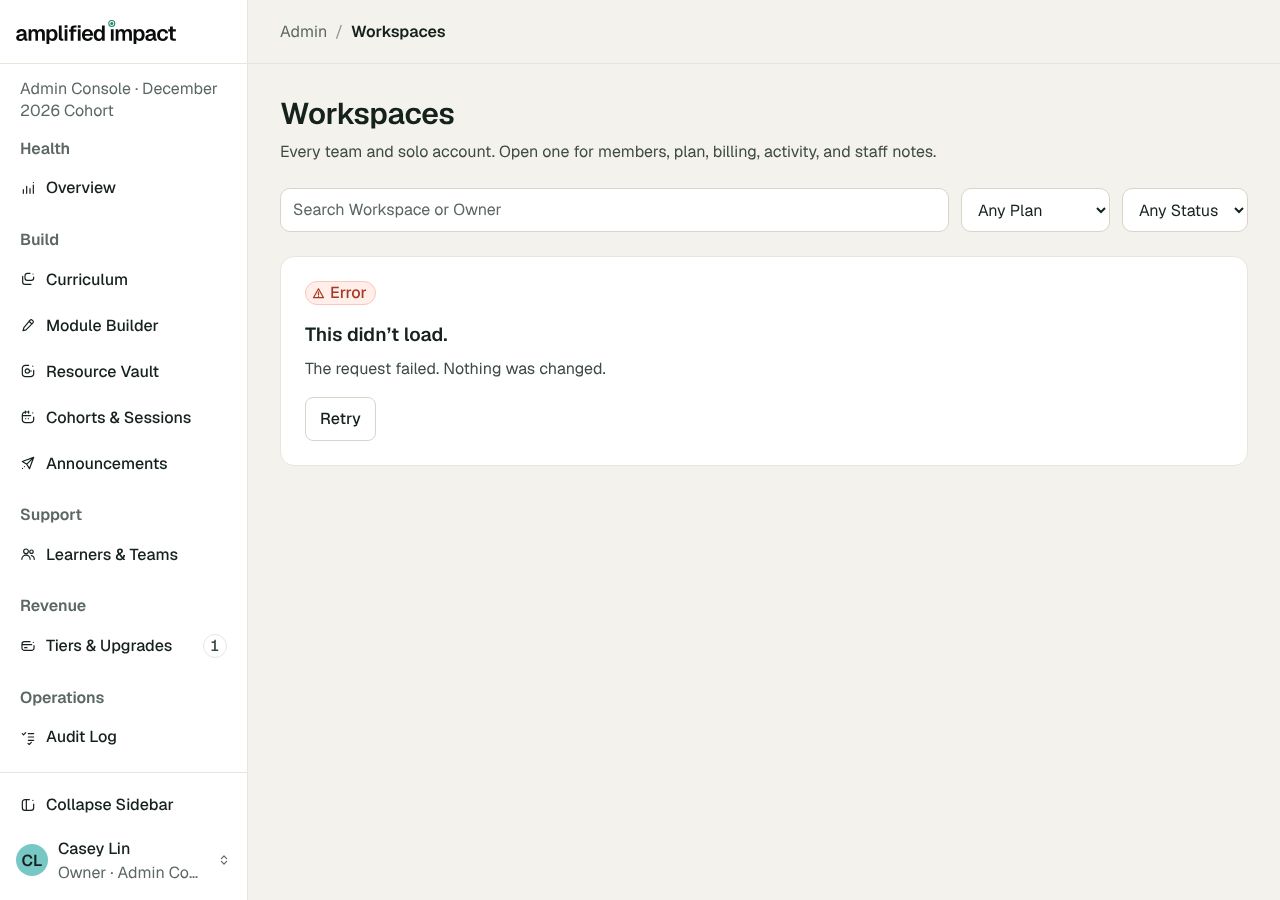 amplified impact
Admin Console · December
2026 Cohort
Health
Overview
Build
Curriculum
Module Builder
Resource Vault
Cohorts & Sessions
Announcements
Support
Learners & Teams
Revenue
Tiers & Upgrades 1
Operations
Audit Log
Collapse Sidebar
CL
Casey Lin
Owner · Admin Co...
Admin / Workspaces
Workspaces
Every team and solo account. Open one for members, plan, billing, activity, and staff notes.
Search Workspace or Owner Any Plan Any Status
Error
This didn’t load.
The request failed. Nothing was changed.
Retry